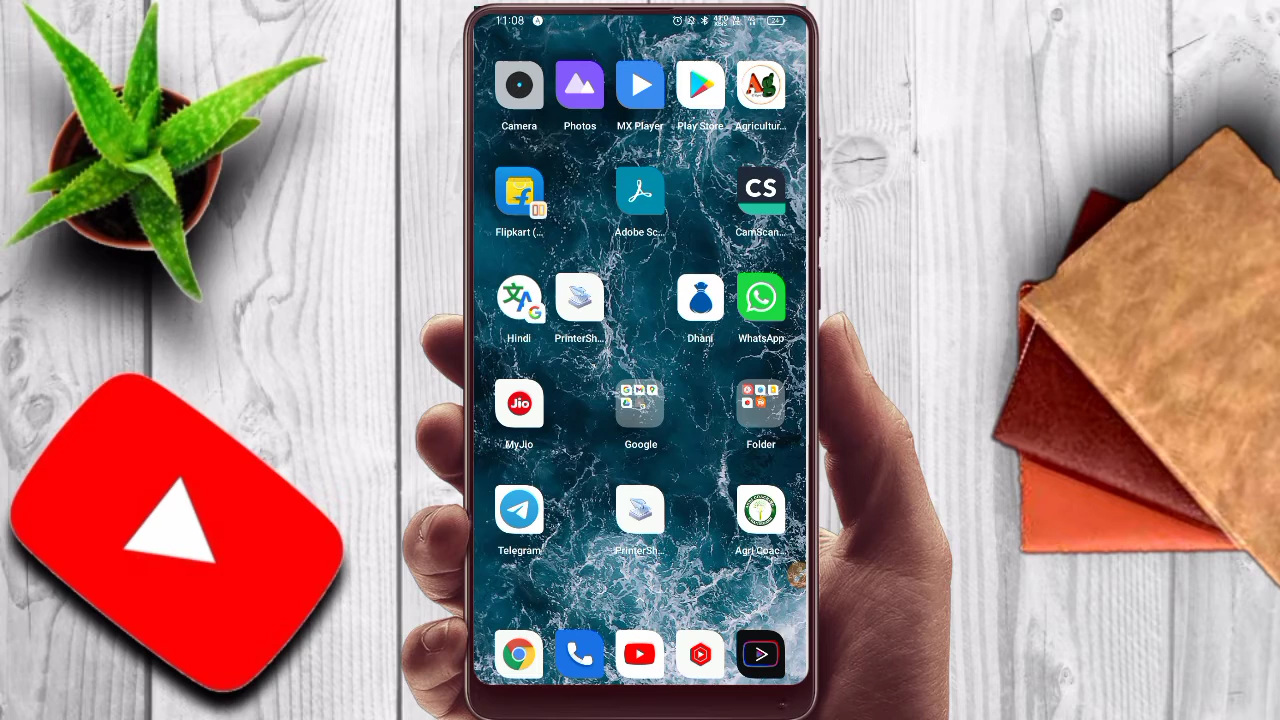 11:08
24
Camera
Photos
MX Player
Play Store
Agricultur...
Flipkart (...
CS
Adobe Sc...
CamScan...
Hindi
PrinterSh...
Dhani
WhatsApp
Jio
MyJio
Google
Folder
Telegram
PrinterSh...
Agri Coac...